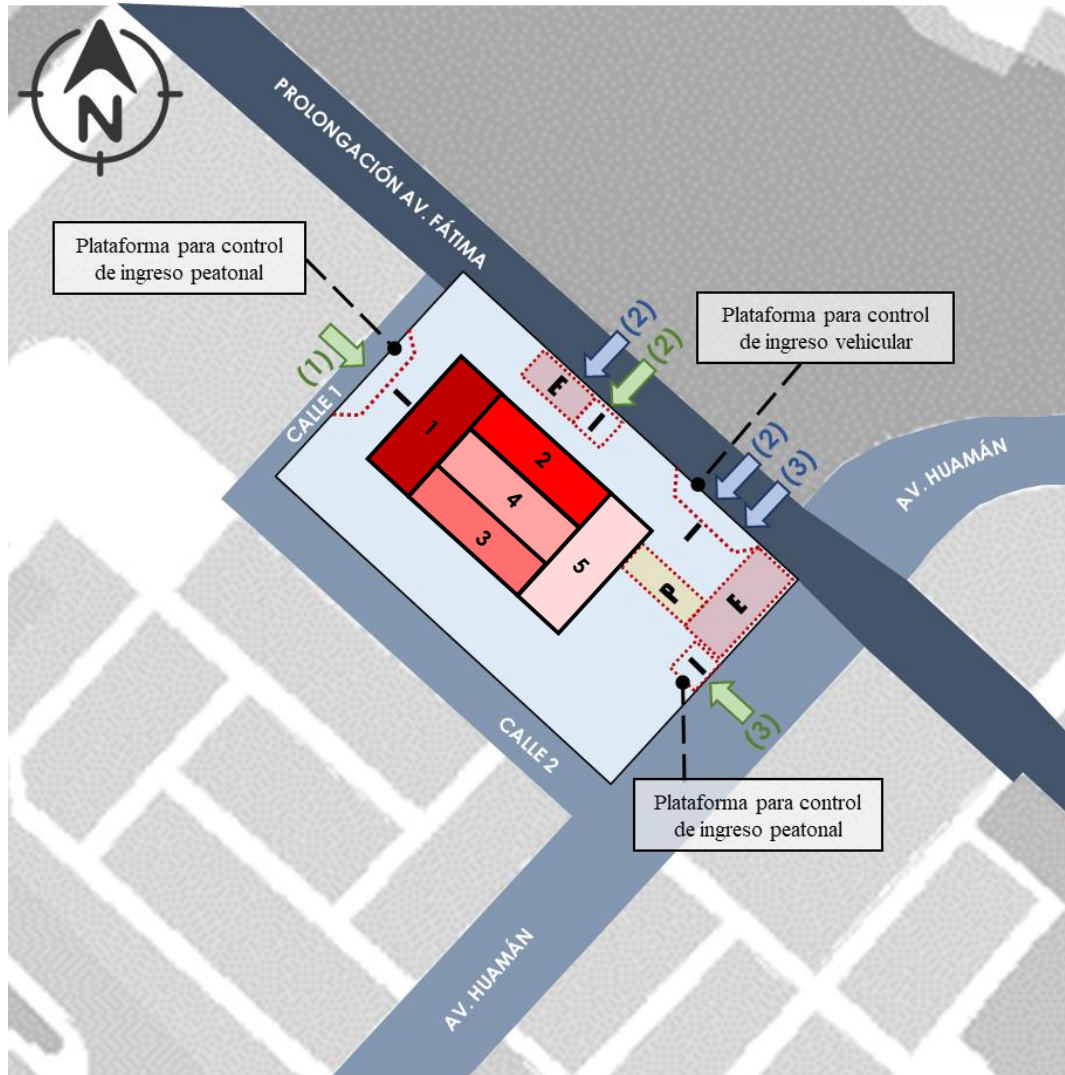 N
PROLONGACIÓN AV. FÁTIMA
Plataforma para control
de ingreso peatonal
Plataforma para control
de ingreso vehicular
(2)
(2)
(1)
E
I
I
CALLE 1
1
2
4
3
5
(2)
(3)
AV. HUAMÁN
I
P
E
I
(3)
CALLE 2
Plataforma para control
de ingreso peatonal
AV. HUAMÁN